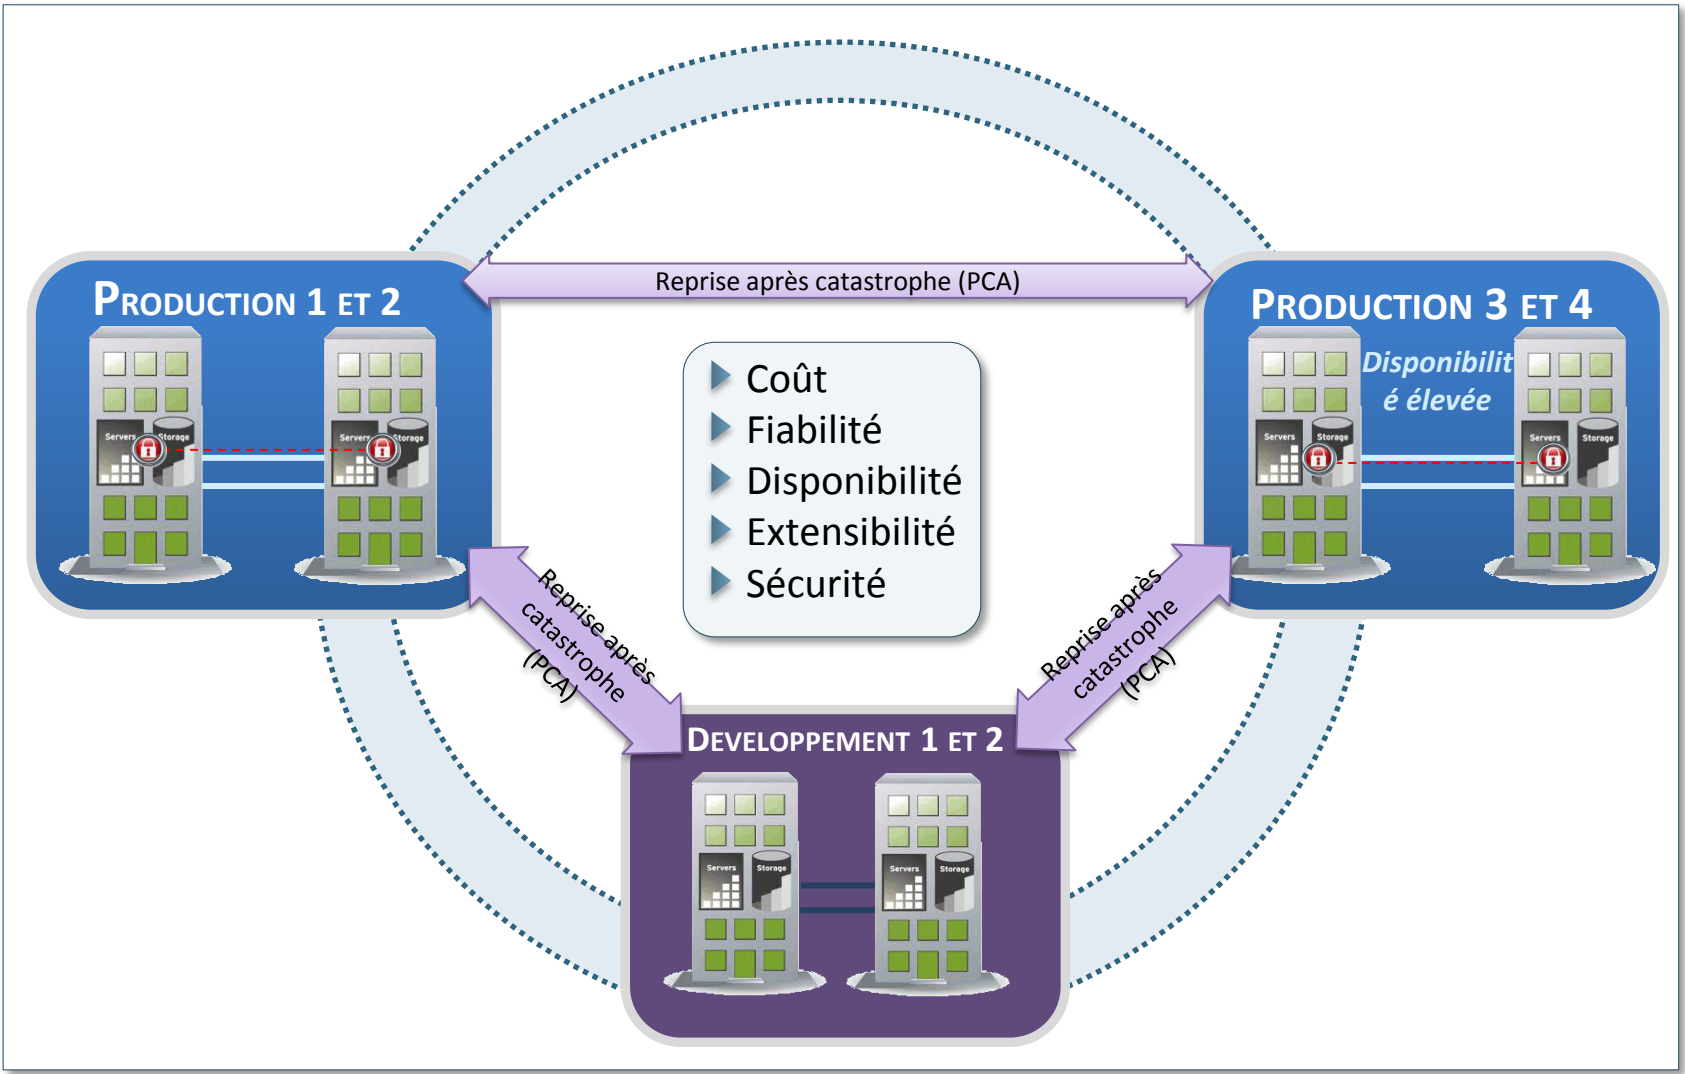 Reprise après catastrophe (PCA)
PRODUCTION 1 ET 2
Servers
Storage
Servers
Storage
PRODUCTION 3 ET 4
Disponibilit
é élevée
Servers
Storage
Servers
Storage
Coût
Fiabilité
Disponibilité
Extensibilité
Sécurité
Reprise après
catastrophe
(PCA)
Reprise après
catastrophe
(PCA)
DEVELOPPEMENT 1 ET 2
Servers
Storage
Servers
Storage